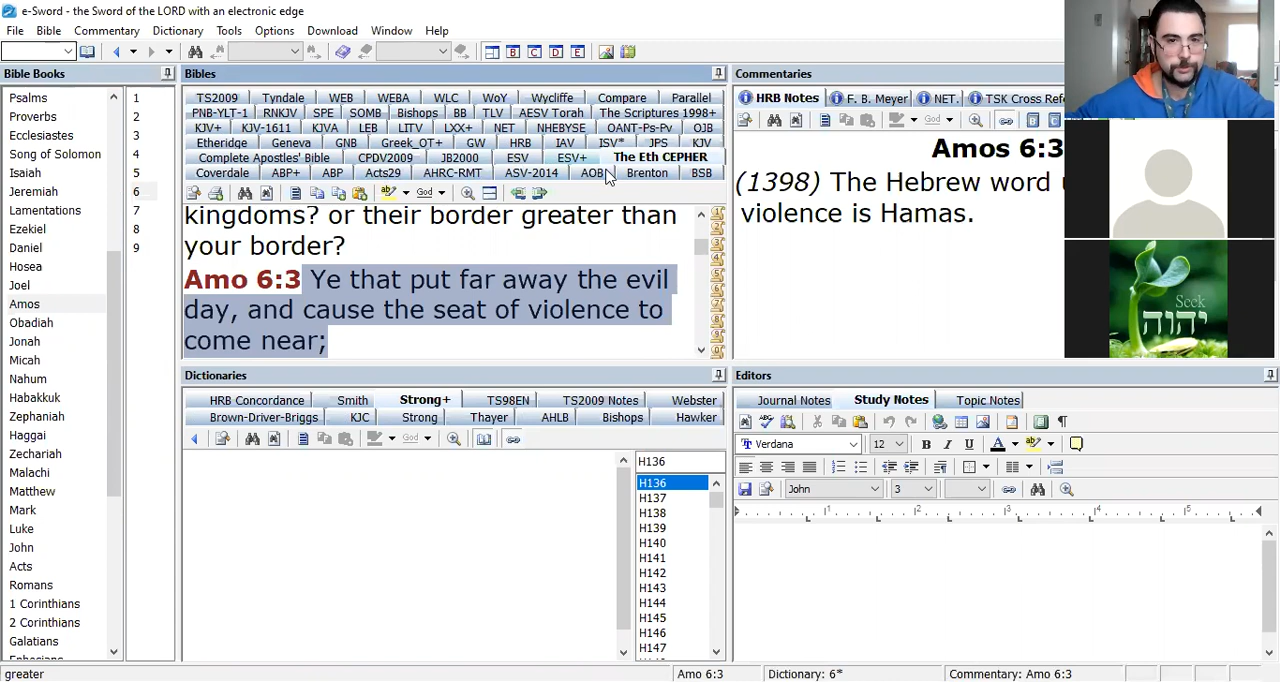 e-Sword - the Sword of the LORD with an electronic edge
File Bible Commentary Dictionary Tools Options Download Window Help
B C D E
Bible Books
Psalms
Proverbs
Ecclesiastes
Song of Solomon
Isaiah
Jeremiah
Lamentations
Ezekiel
Daniel
Hosea
Joel
Amos
Obadiah
Jonah
Micah
Nahum
Habakkuk
Zephaniah
Haggai
Zechariah
Malachi
Matthew
Mark
Luke
John
Acts
Romans
1 Corinthians
2 Corinthians
Galatians
1
2
3
4
5
6
7
8
9
Bibles
TS2009 Tyndale WEB WEBA WLC WoY Wycliffe Compare Parallel
PNB-YLT-1 RNKJV SPE SOMB Bishops BB TLV AESV Torah The Scriptures 1998+
KJV+ KJV-1611 KJVA LEB LITV LXX+ NET NHEBYSE OANT-Ps-Pv OJB
Etheridge Geneva GNB Greek_OT+ GW HRB IAV ISV* JPS KJV
Complete Apostles' Bible CPDV2009 JB2000 ESV ESV+ The Eth CEPHER
Coverdale ABP+ ABP Acts29 AHRC-RMT ASV-2014 AOB Brenton BSB
ab God
kingdoms? or their border greater than
your border?
Amo 6:3 Ye that put far away the evil
day, and cause the seat of violence to
come near;
Commentaries
HRB Notes F. B. Meyer NET. TSK Cross Ref
God
Amos 6:3
(1398) The Hebrew word
violence is Hamas.
Seek
יהוה
Dictionaries
HRB Concordance Smith Strong+ TS98EN TS2009 Notes Webster
Brown-Driver-Briggs KJC Strong Thayer AHLB Bishops Hawker
God
H136
H136
H137
H138
H139
H140
H141
H142
H143
H144
H145
H146
H147
Editors
Journal Notes Study Notes Topic Notes
Verdana 12 B I U A
John 3
1 2 3 4 5
greater
Amo 6:3
Dictionary: 6*
Commentary: Amo 6:3